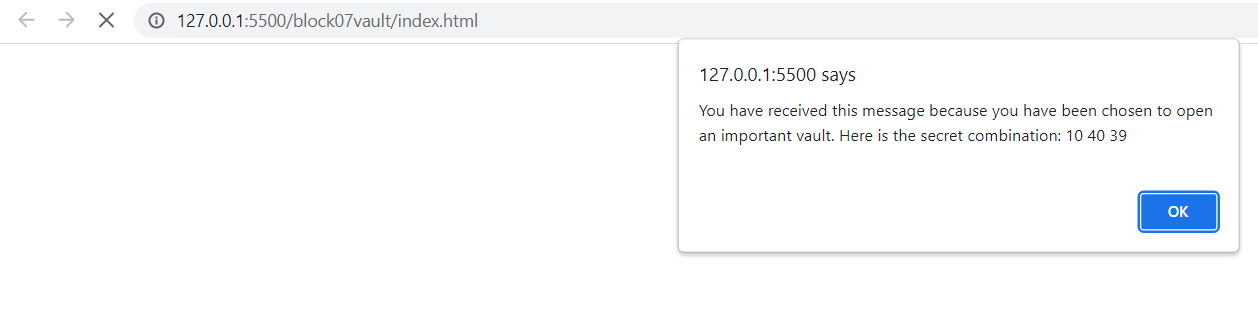 127.0.0.1:5500/block07vault/index.html
127.0.0.1:5500 says
You have received this message because you have been chosen to open
an important vault. Here is the secret combination: 10 40 39
OK